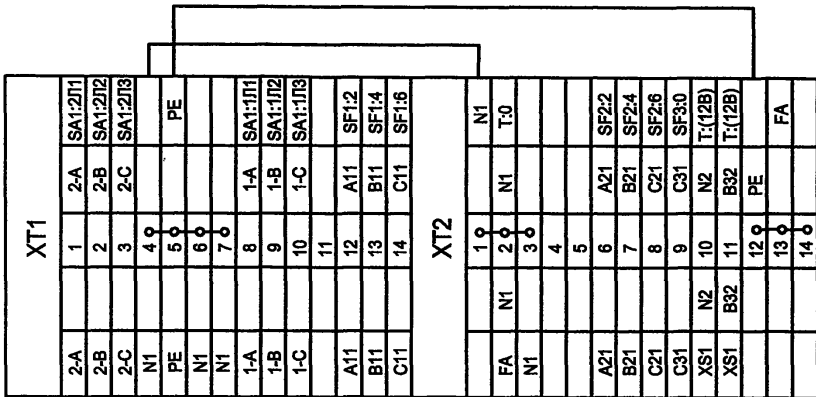 XT1
2-A 1 2-A SA1:2Л1
2-B 2 2-B SA1:2Л2
2-C 3 2-C SA1:2Л3
N1 4
PE 5 PE
N1 6
N1 7
1-A 8 1-A SA1:1Л1
1-B 9 1-B SA1:1Л2
1-C 10 1-C SA1:1Л3
11
A11 12 A11 SF1:2
B11 13 B11 SF1:4
C11 14 C11 SF1:6
XT2
1 N1
FA N1 2 N1 T:0
N1 3
4
5
A21 6 A21 SF2:2
B21 7 B21 SF2:4
C21 8 C21 SF2:6
C31 9 C31 SF3:0
XS1 N2 10 N2 T:(12B)
XS1 B32 11 B32 T:(12B)
12 PE
13 FA
14